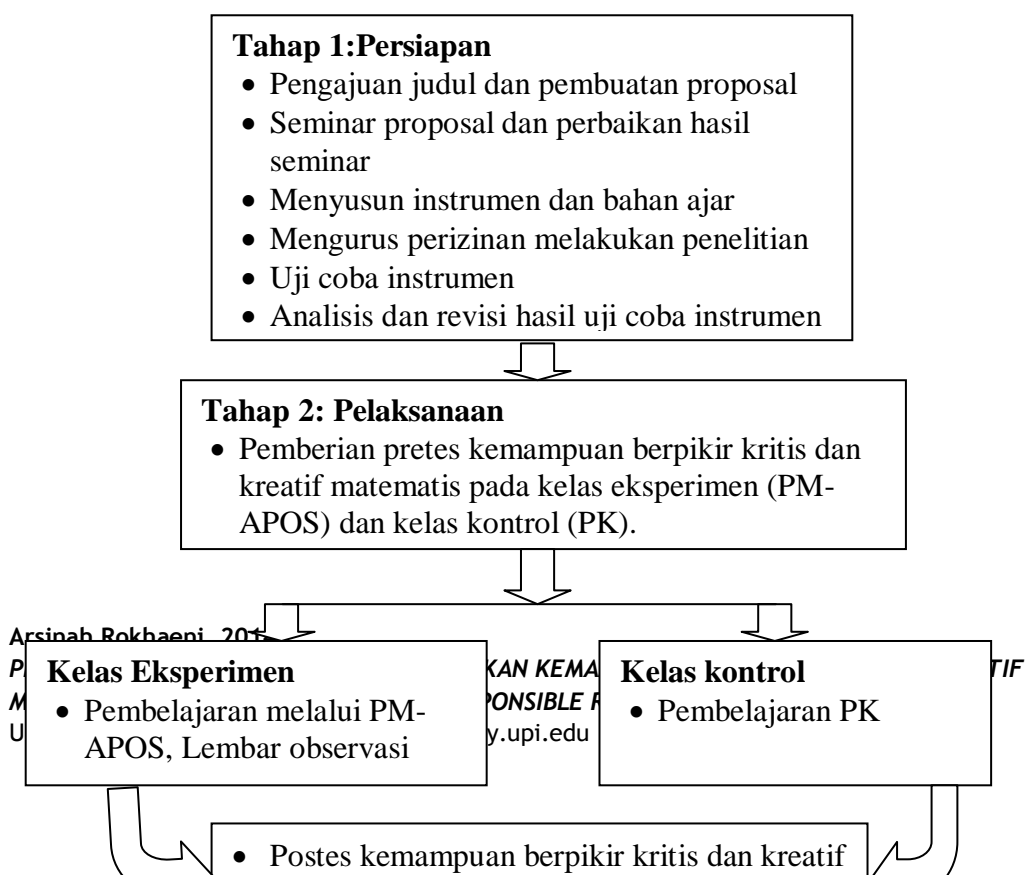 Tahap 1:Persiapan
• Pengajuan judul dan pembuatan proposal
• Seminar proposal dan perbaikan hasil
seminar
• Menyusun instrumen dan bahan ajar
• Mengurus perizinan melakukan penelitian
• Uji coba instrumen
• Analisis dan revisi hasil uji coba instrumen
Tahap 2: Pelaksanaan
• Pemberian pretes kemampuan berpikir kritis dan
kreatif matematis pada kelas eksperimen (PM-
APOS) dan kelas kontrol (PK).
Arsinah Rokhaeni, 201
Kelas Eksperimen
• Pembelajaran melalui PM-
APOS, Lembar observasi
KAN KEMA
PONSIBLE
y.upi.edu
Kelas kontrol
• Pembelajaran PK
TIF
• Postes kemampuan berpikir kritis dan kreatif